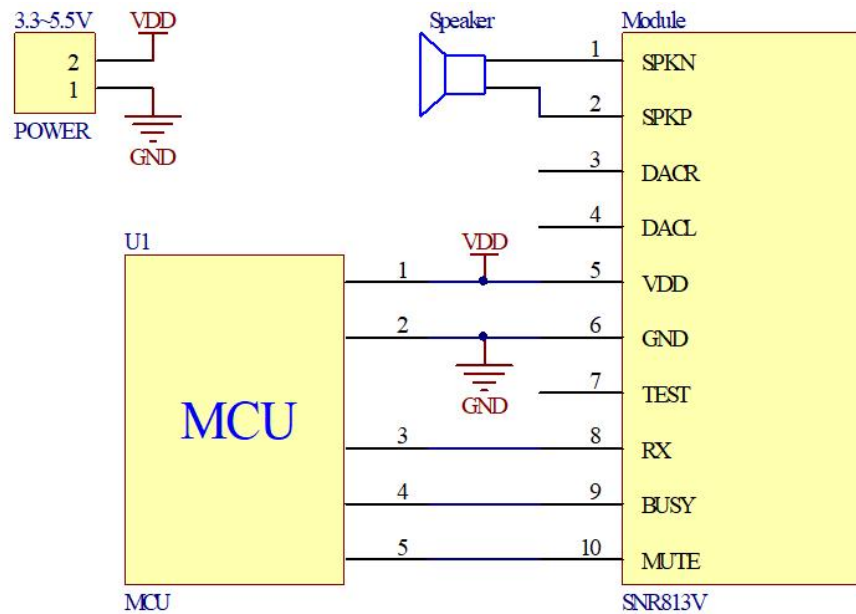 3.3~5.5V
VDD
2
1
POWER
GND
Speaker
Module
1 SPKN
2 SPKP
3 DACR
4 DACL
U1
VDD
1 5 VDD
2 6 GND
GND
7 TEST
MCU
3 8 RX
4 9 BUSY
5 10 MUTE
MCU
SNR813V